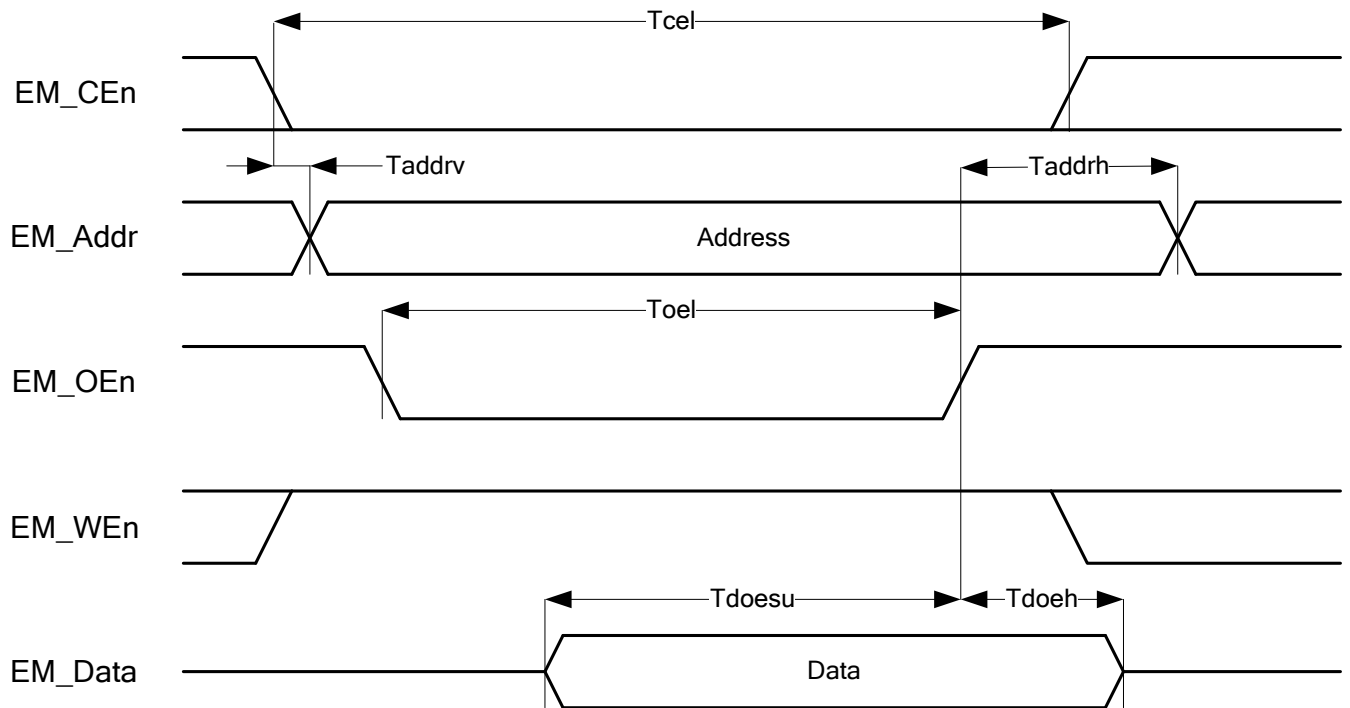 Tcel
EM_CEn
Taddrv
Taddrh
EM_Addr
Address
Toel
EM_OEn
EM_WEn
Tdoesu
Tdoeh
EM_Data
Data